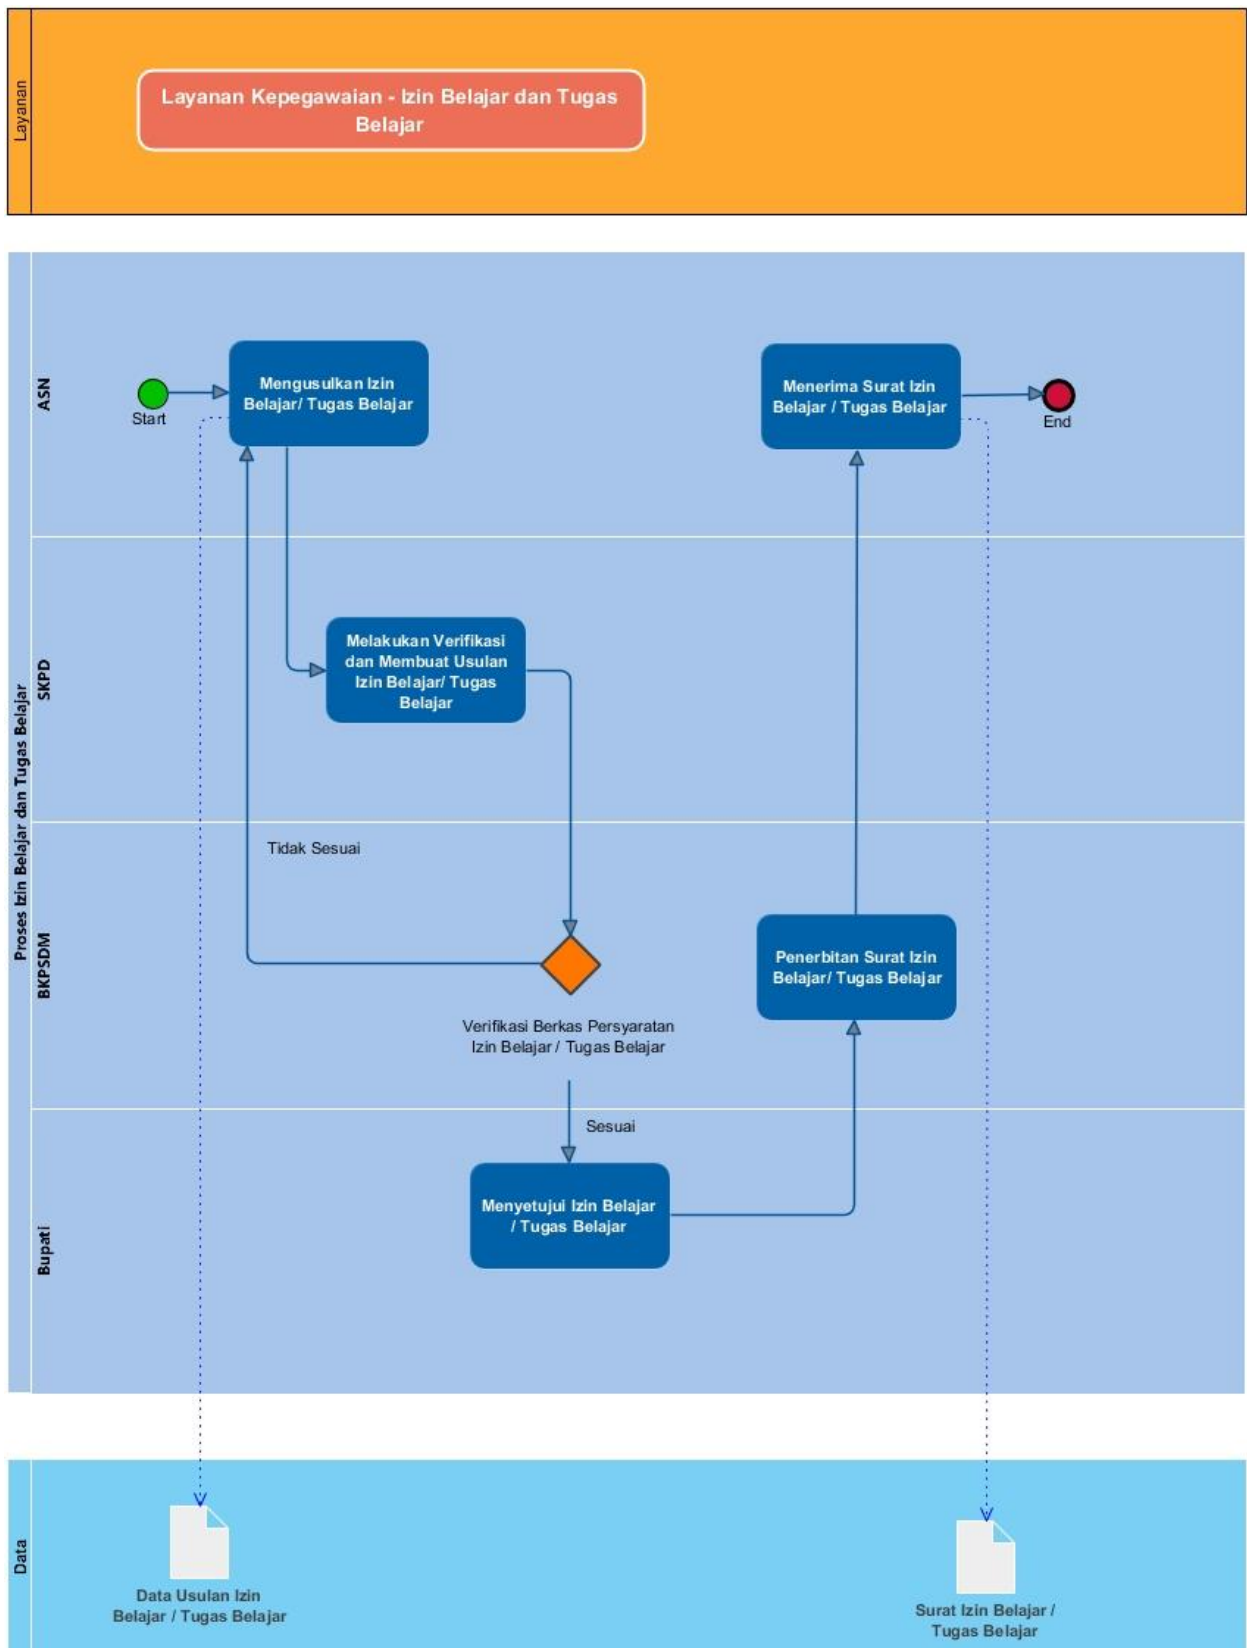 Layanan
Layanan Kepegawaian - Izin Belajar dan Tugas
Belajar
Proses Izin Belajar dan Tugas Belajar
ASN
Start
Mengusulkan Izin
Belajar/ Tugas Belajar
Menerima Surat Izin
Belajar / Tugas Belajar
End
SKPD
Melakukan Verifikasi
dan Membuat Usulan
Izin Belajar/ Tugas
Belajar
BKPSDM
Tidak Sesuai
Verifikasi Berkas Persyaratan
Izin Belajar / Tugas Belajar
Penerbitan Surat Izin
Belajar/ Tugas Belajar
Bupati
Sesuai
Menyetujui Izin Belajar
/ Tugas Belajar
Data
Data Usulan Izin
Belajar / Tugas Belajar
Surat Izin Belajar /
Tugas Belajar